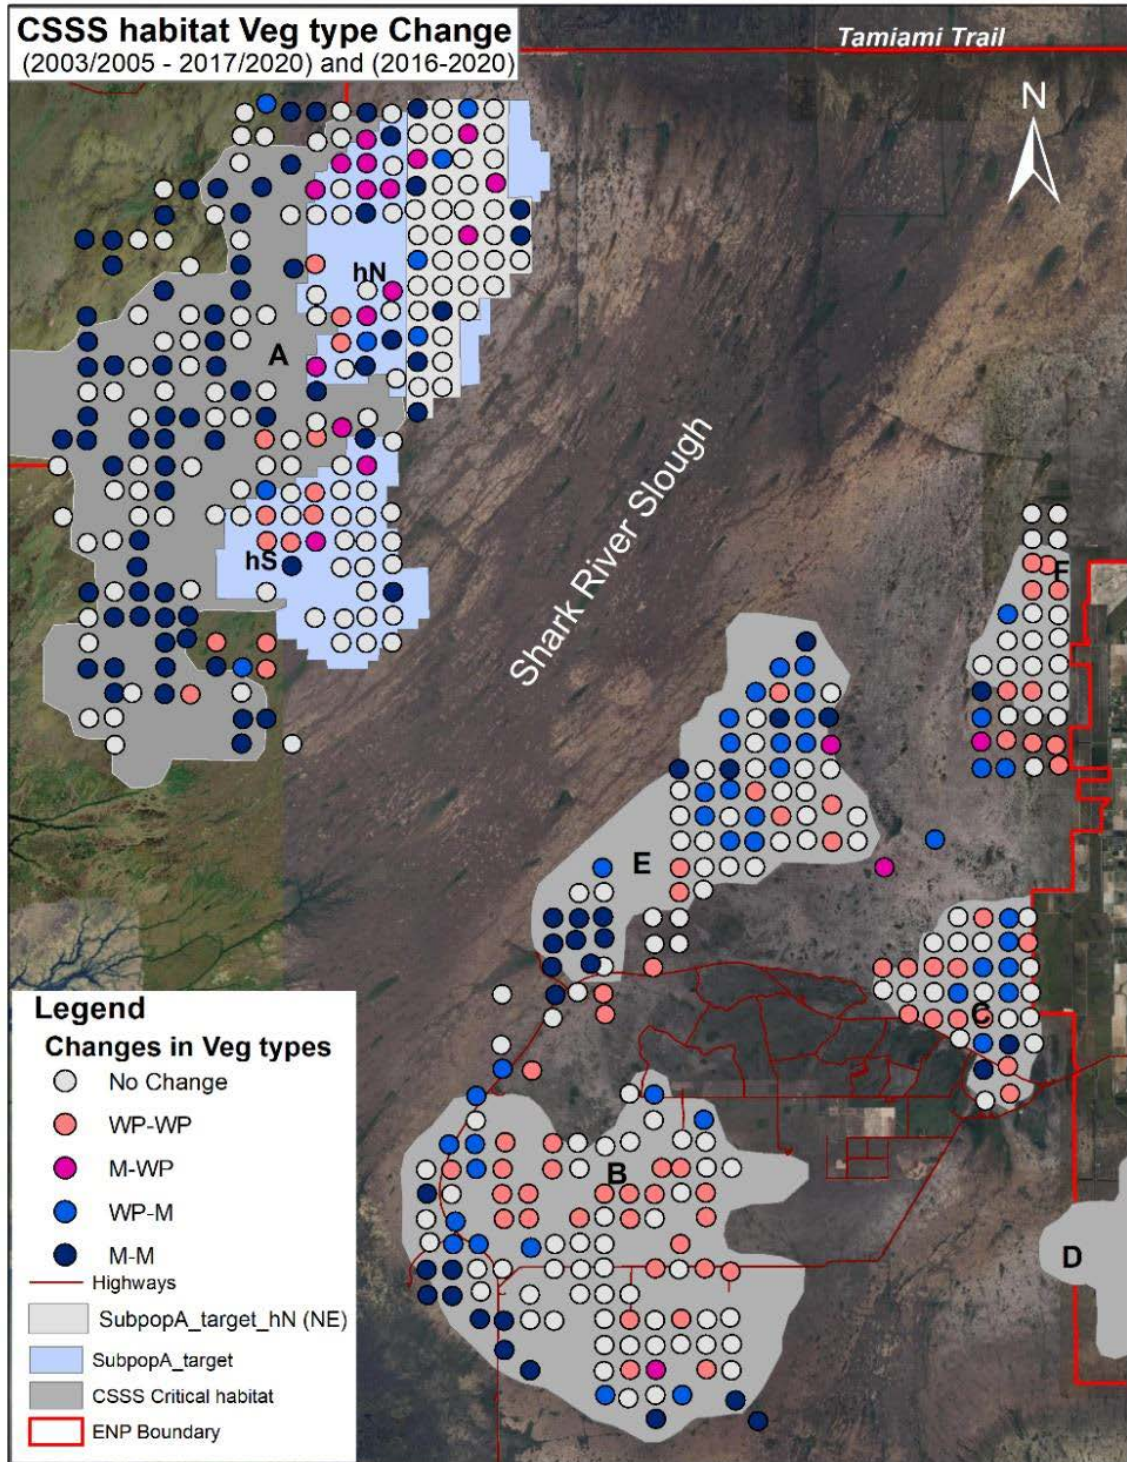 CSSS habitat Veg type Change
(2003/2005 - 2017/2020) and (2016-2020)
Tamiami Trail
N
hN
A
hS
Shark River Slough
F
E
C
B
D
Legend
Changes in Veg types
No Change
WP-WP
M-WP
WP-M
M-M
Highways
SubpopA_target_hN (NE)
SubpopA_target
CSSS Critical habitat
ENP Boundary